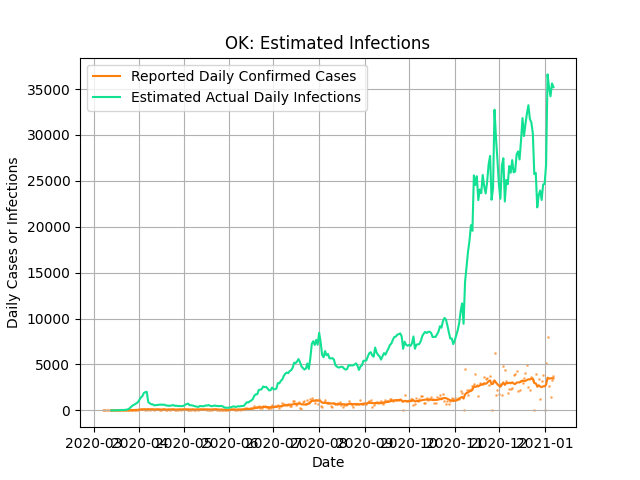 OK: Estimated Infections
Reported Daily Confirmed Cases
Estimated Actual Daily Infections
Daily Cases or Infections
35000
30000
25000
20000
15000
10000
5000
0
2020-03 2020-04 2020-05 2020-06 2020-07 2020-08 2020-09 2020-10 2020-11 2020-12 2021-01
Date